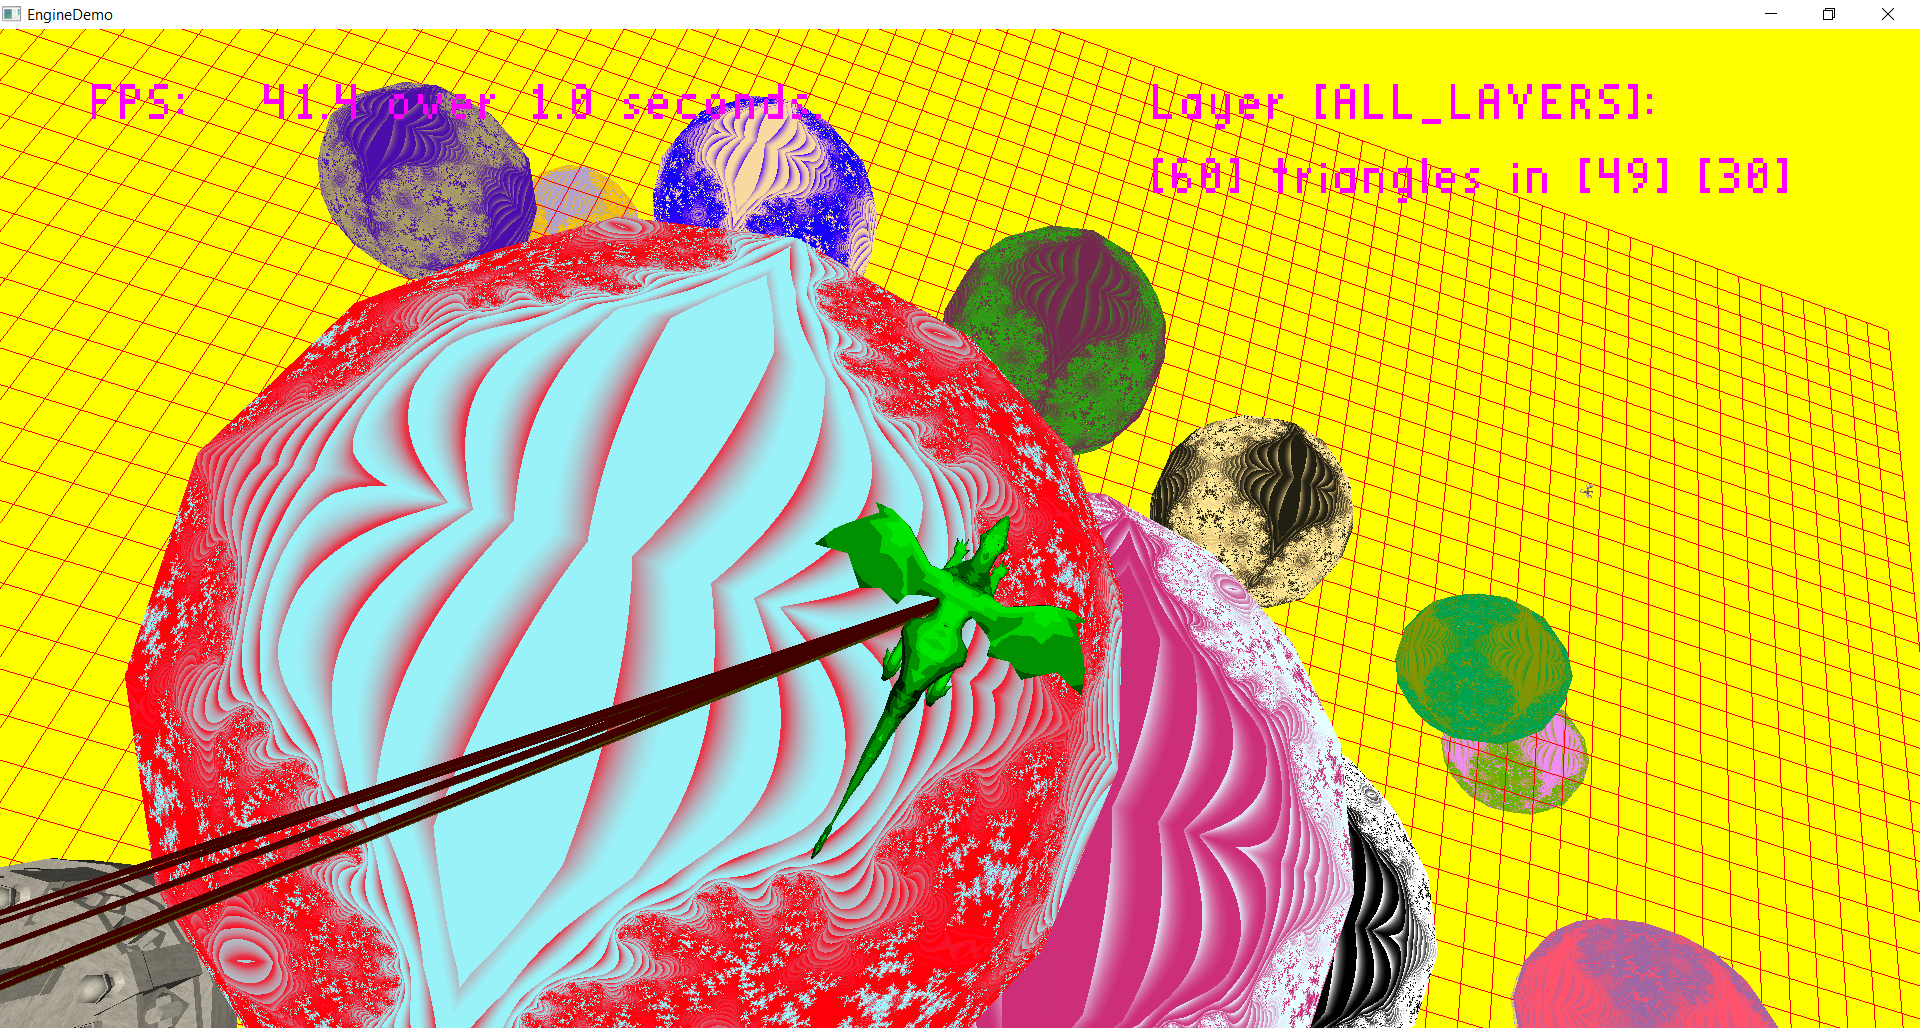 EngineDemo
FPS: 41.4 over 1.0 seconds.
Layer [ALL_LAYERS]:
[60] triangles in [49] [30]